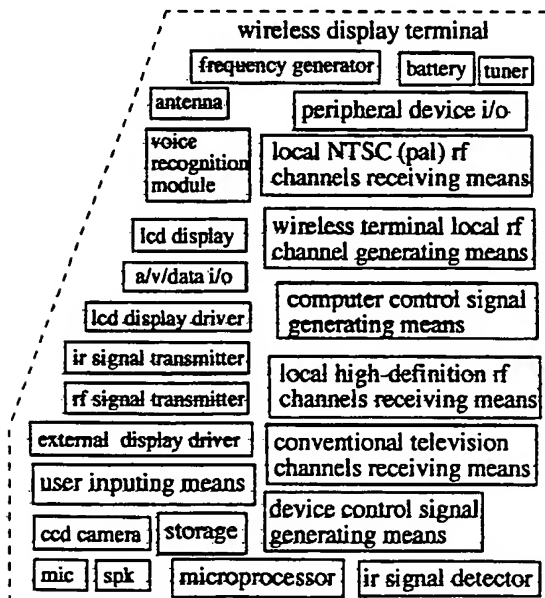 wireless display terminal
frequency generator
battery
tuner
antenna
peripheral device i/o
voice
recognition
module
local NTSC (pal) rf
channels receiving means
lcd display
wireless terminal local rf
channel generating means
a/v/data i/o
computer control signal
generating means
lcd display driver
ir signal transmitter
local high-definition rf
channels receiving means
rf signal transmitter
external display driver
conventional television
channels receiving means
user inputing means
device control signal
generating means
ccd camera
storage
mic
spk
microprocessor
ir signal detector